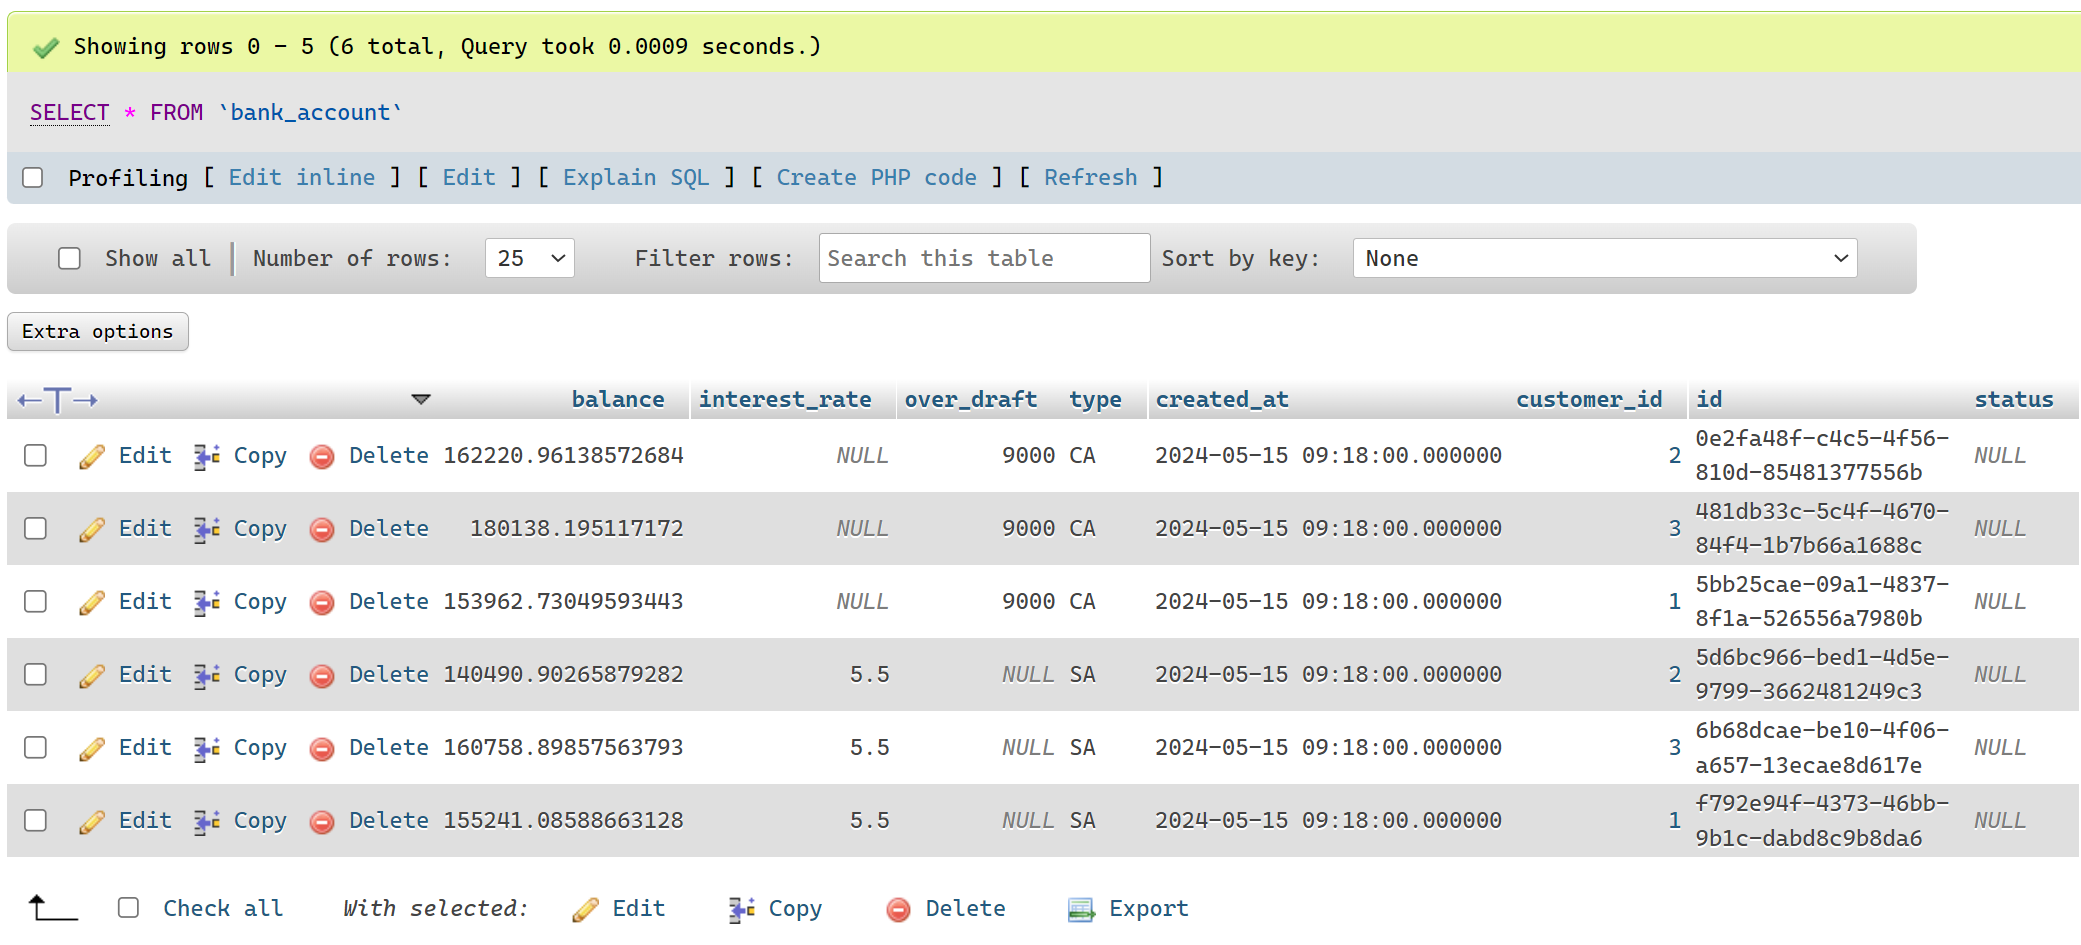 Showing rows 0 - 5 (6 total, Query took 0.0009 seconds.)
SELECT * FROM `bank_account`
Profiling [ Edit inline ] [ Edit ] [ Explain SQL ] [ Create PHP code ] [ Refresh ]
Show all Number of rows: 25 Filter rows: Search this table Sort by key: None
Extra options
balance interest_rate over_draft type created_at customer_id id status
Edit Copy Delete 162220.96138572684 NULL 9000 CA 2024-05-15 09:18:00.000000 2 0e2fa48f-c4c5-4f56- NULL
810d-85481377556b
Edit Copy Delete 180138.195117172 NULL 9000 CA 2024-05-15 09:18:00.000000 3 481db33c-5c4f-4670- NULL
84f4-1b7b66a1688c
Edit Copy Delete 153962.73049593443 NULL 9000 CA 2024-05-15 09:18:00.000000 1 5bb25cae-09a1-4837- NULL
8f1a-526556a7980b
Edit Copy Delete 140490.90265879282 5.5 NULL SA 2024-05-15 09:18:00.000000 2 5d6bc966-bed1-4d5e- NULL
9799-3662481249c3
Edit Copy Delete 160758.89857563793 5.5 NULL SA 2024-05-15 09:18:00.000000 3 6b68dcae-be10-4f06- NULL
a657-13ecae8d617e
Edit Copy Delete 155241.08588663128 5.5 NULL SA 2024-05-15 09:18:00.000000 1 f792e94f-4373-46bb- NULL
9b1c-dabd8c9b8da6
Check all With selected: Edit Copy Delete Export